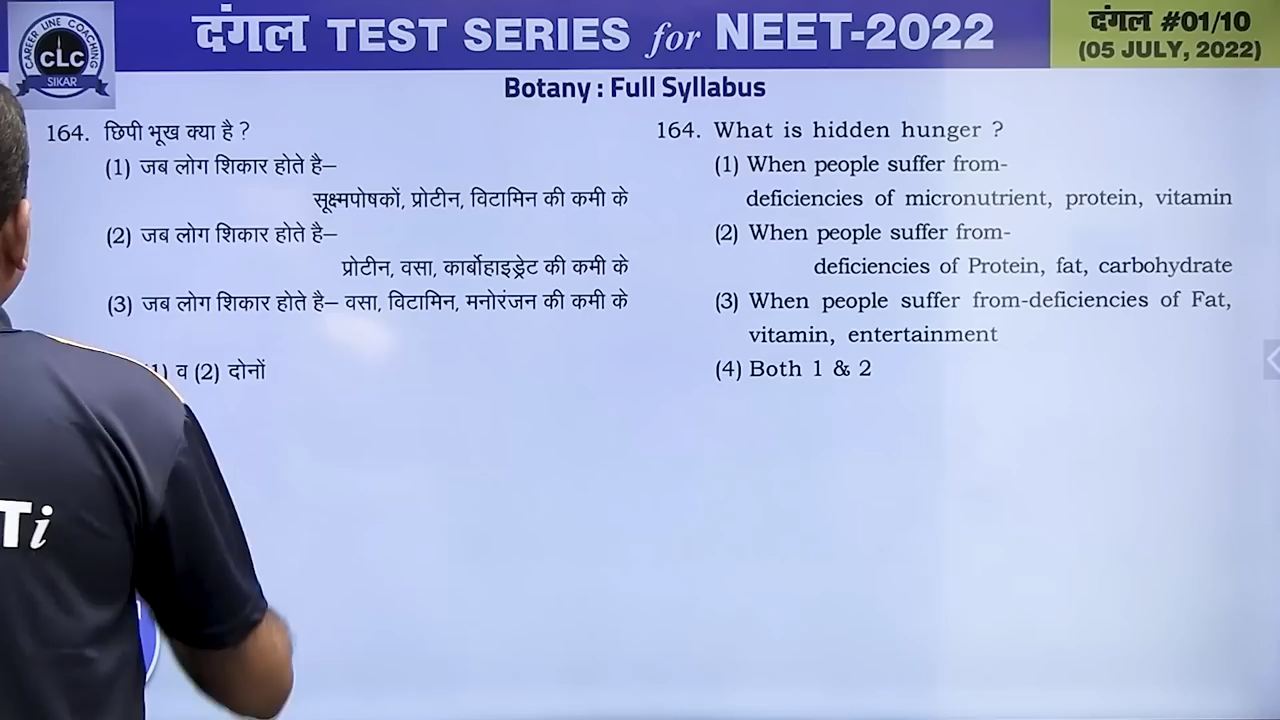 CAREER LINE COACHING
CLC
SIKAR
दंगल TEST SERIES for NEET-2022
दंगल #01/10
(05 JULY, 2022)
Botany : Full Syllabus
164. छिपी भूख क्या है ?
(1) जब लोग शिकार होते है–
सूक्ष्मपोषकों, प्रोटीन, विटामिन की कमी के
(2) जब लोग शिकार होते है–
प्रोटीन, वसा, कार्बोहाइड्रेट की कमी के
(3) जब लोग शिकार होते है– वसा, विटामिन, मनोरंजन की कमी के
1) व (2) दोनों
164. What is hidden hunger ?
(1) When people suffer from-
deficiencies of micronutrient, protein, vitamin
(2) When people suffer from-
deficiencies of Protein, fat, carbohydrate
(3) When people suffer from-deficiencies of Fat,
vitamin, entertainment
(4) Both 1 & 2
Ti